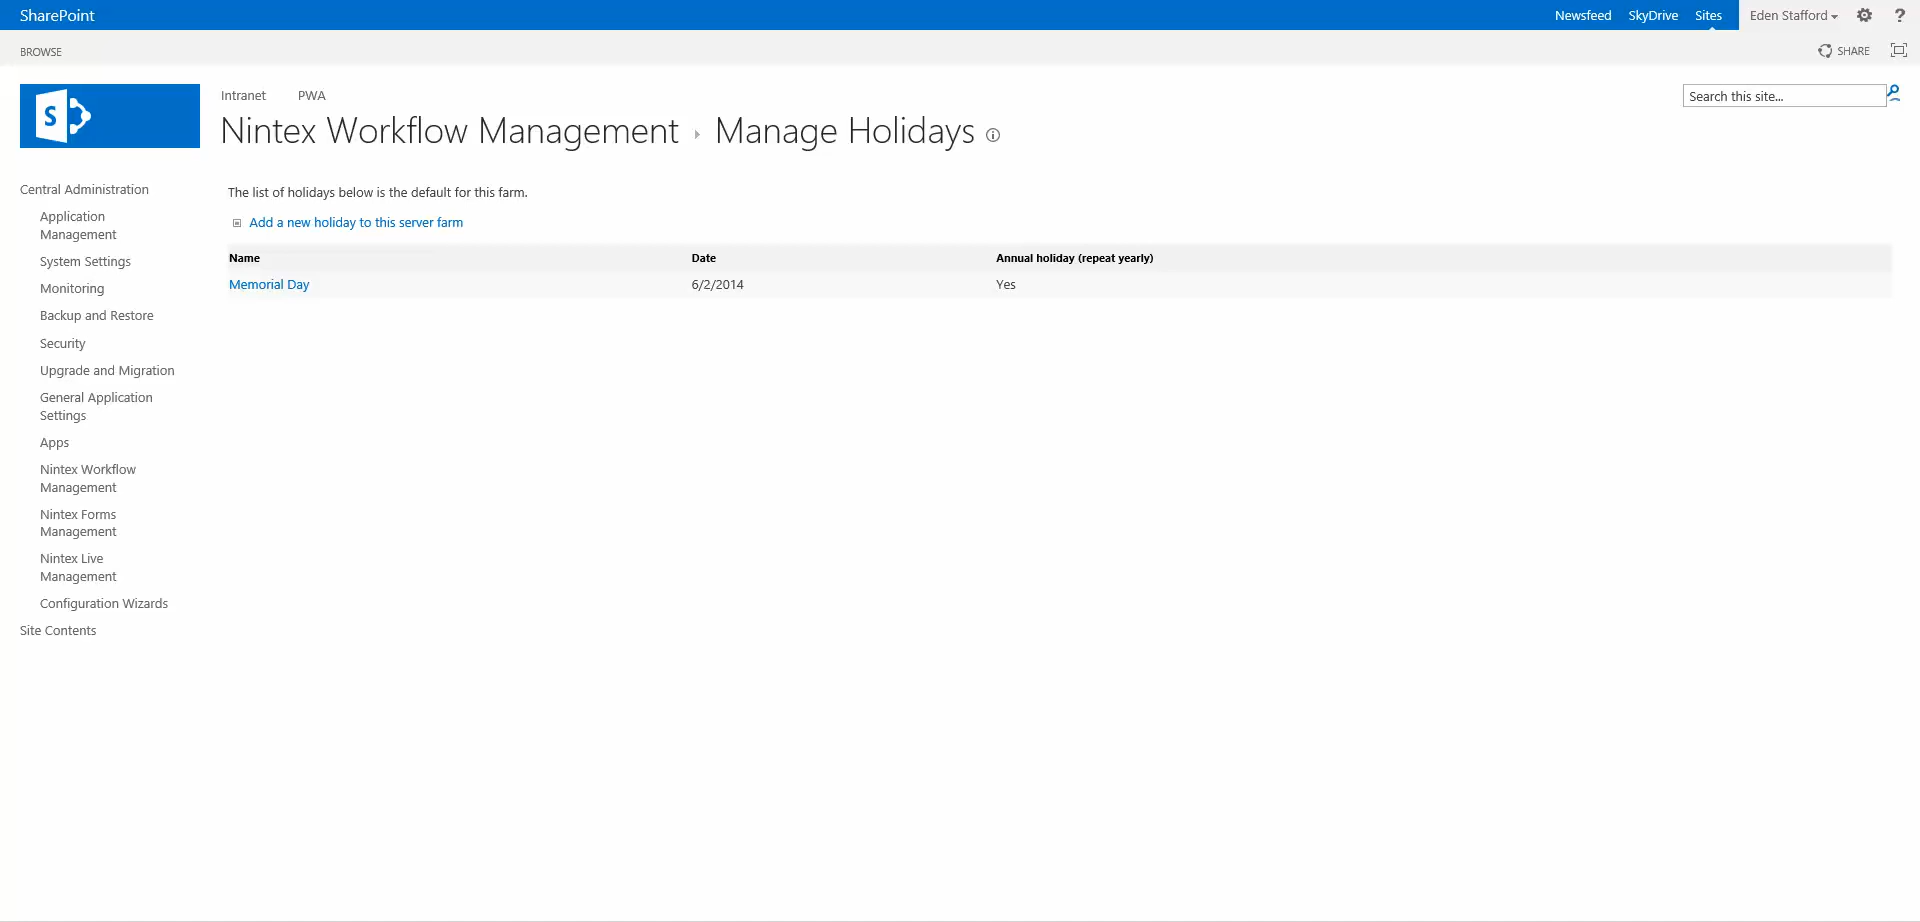 SharePoint
Newsfeed SkyDrive Sites Eden Stafford ?
BROWSE
SHARE
S
Intranet PWA
Search this site...
Nintex Workflow Management Manage Holidays
Central Administration
Application
Management
System Settings
Monitoring
Backup and Restore
Security
Upgrade and Migration
General Application
Settings
Apps
Nintex Workflow
Management
Nintex Forms
Management
Nintex Live
Management
Configuration Wizards
Site Contents
The list of holidays below is the default for this farm.
Add a new holiday to this server farm
Name Date Annual holiday (repeat yearly)
Memorial Day 6/2/2014 Yes